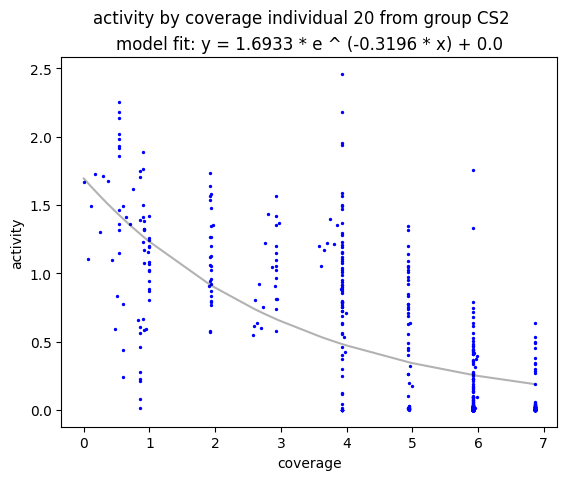 activity by coverage individual 20 from group CS2
model fit: y = 1.6933 * e ^ (-0.3196 * x) + 0.0
2.5
2.0
1.5
1.0
0.5
0.0
activity
0 1 2 3 4 5 6 7
coverage